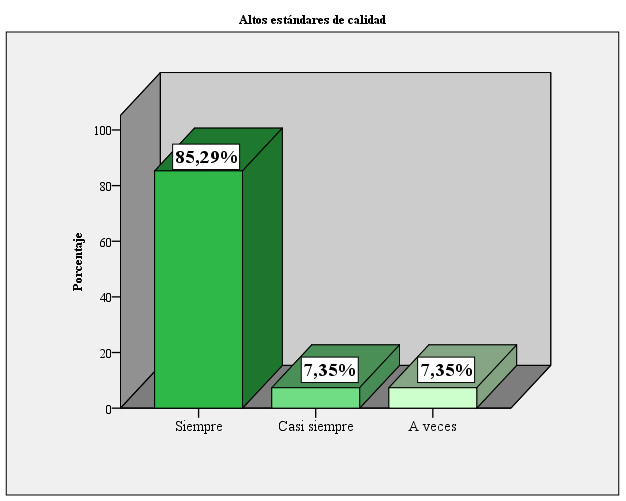 Altos estándares de calidad
Porcentaje
100
80
60
40
20
0
85,29%
7,35%
7,35%
Siempre
Casi siempre
A veces